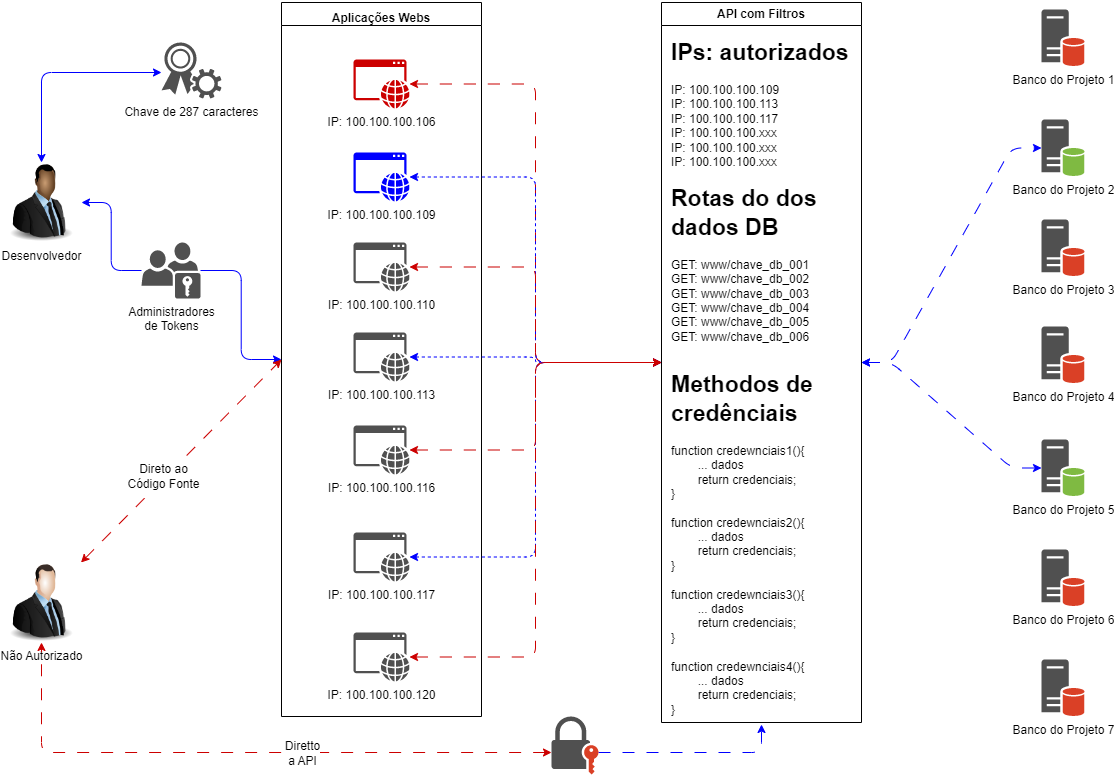 Aplicações Webs
API com Filtros
Chave de 287 caracteres
Desenvolvedor
Administradores
de Tokens
Direto ao
Código Fonte
Não Autorizado
Diretto
a API
IP: 100.100.100.106
IP: 100.100.100.109
IP: 100.100.100.110
IP: 100.100.100.113
IP: 100.100.100.116
IP: 100.100.100.117
IP: 100.100.100.120
IPs: autorizados
IP: 100.100.100.109
IP: 100.100.100.113
IP: 100.100.100.117
IP: 100.100.100.xxx
IP: 100.100.100.xxx
IP: 100.100.100.xxx
Rotas do dos
dados DB
GET: www/chave_db_001
GET: www/chave_db_002
GET: www/chave_db_003
GET: www/chave_db_004
GET: www/chave_db_005
GET: www/chave_db_006
Methodos de
credênciais
function credewnciais1(){
... dados
return credenciais;
}
function credewnciais2(){
... dados
return credenciais;
}
function credewnciais3(){
... dados
return credenciais;
}
function credewnciais4(){
... dados
return credenciais;
}
Banco do Projeto 1
Banco do Projeto 2
Banco do Projeto 3
Banco do Projeto 4
Banco do Projeto 5
Banco do Projeto 6
Banco do Projeto 7